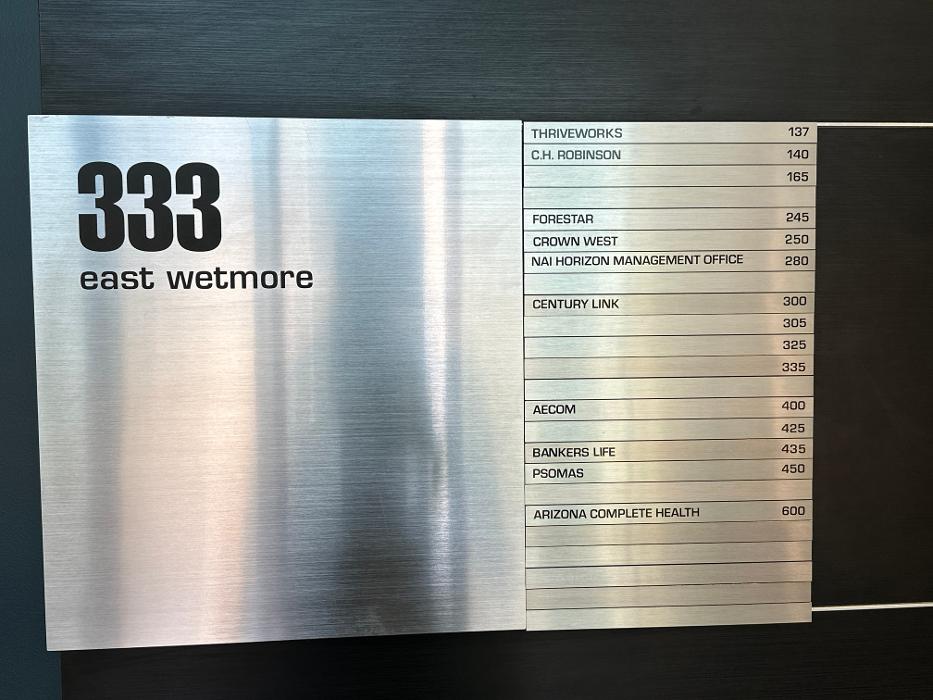 333
east wetmore
THRIVEWORKS 137
C.H. ROBINSON 140
165
FORESTAR 245
CROWN WEST 250
NAI HORIZON MANAGEMENT OFFICE 280
CENTURY LINK 300
305
325
335
AECOM 400
425
BANKERS LIFE 435
PSOMAS 450
ARIZONA COMPLETE HEALTH 600